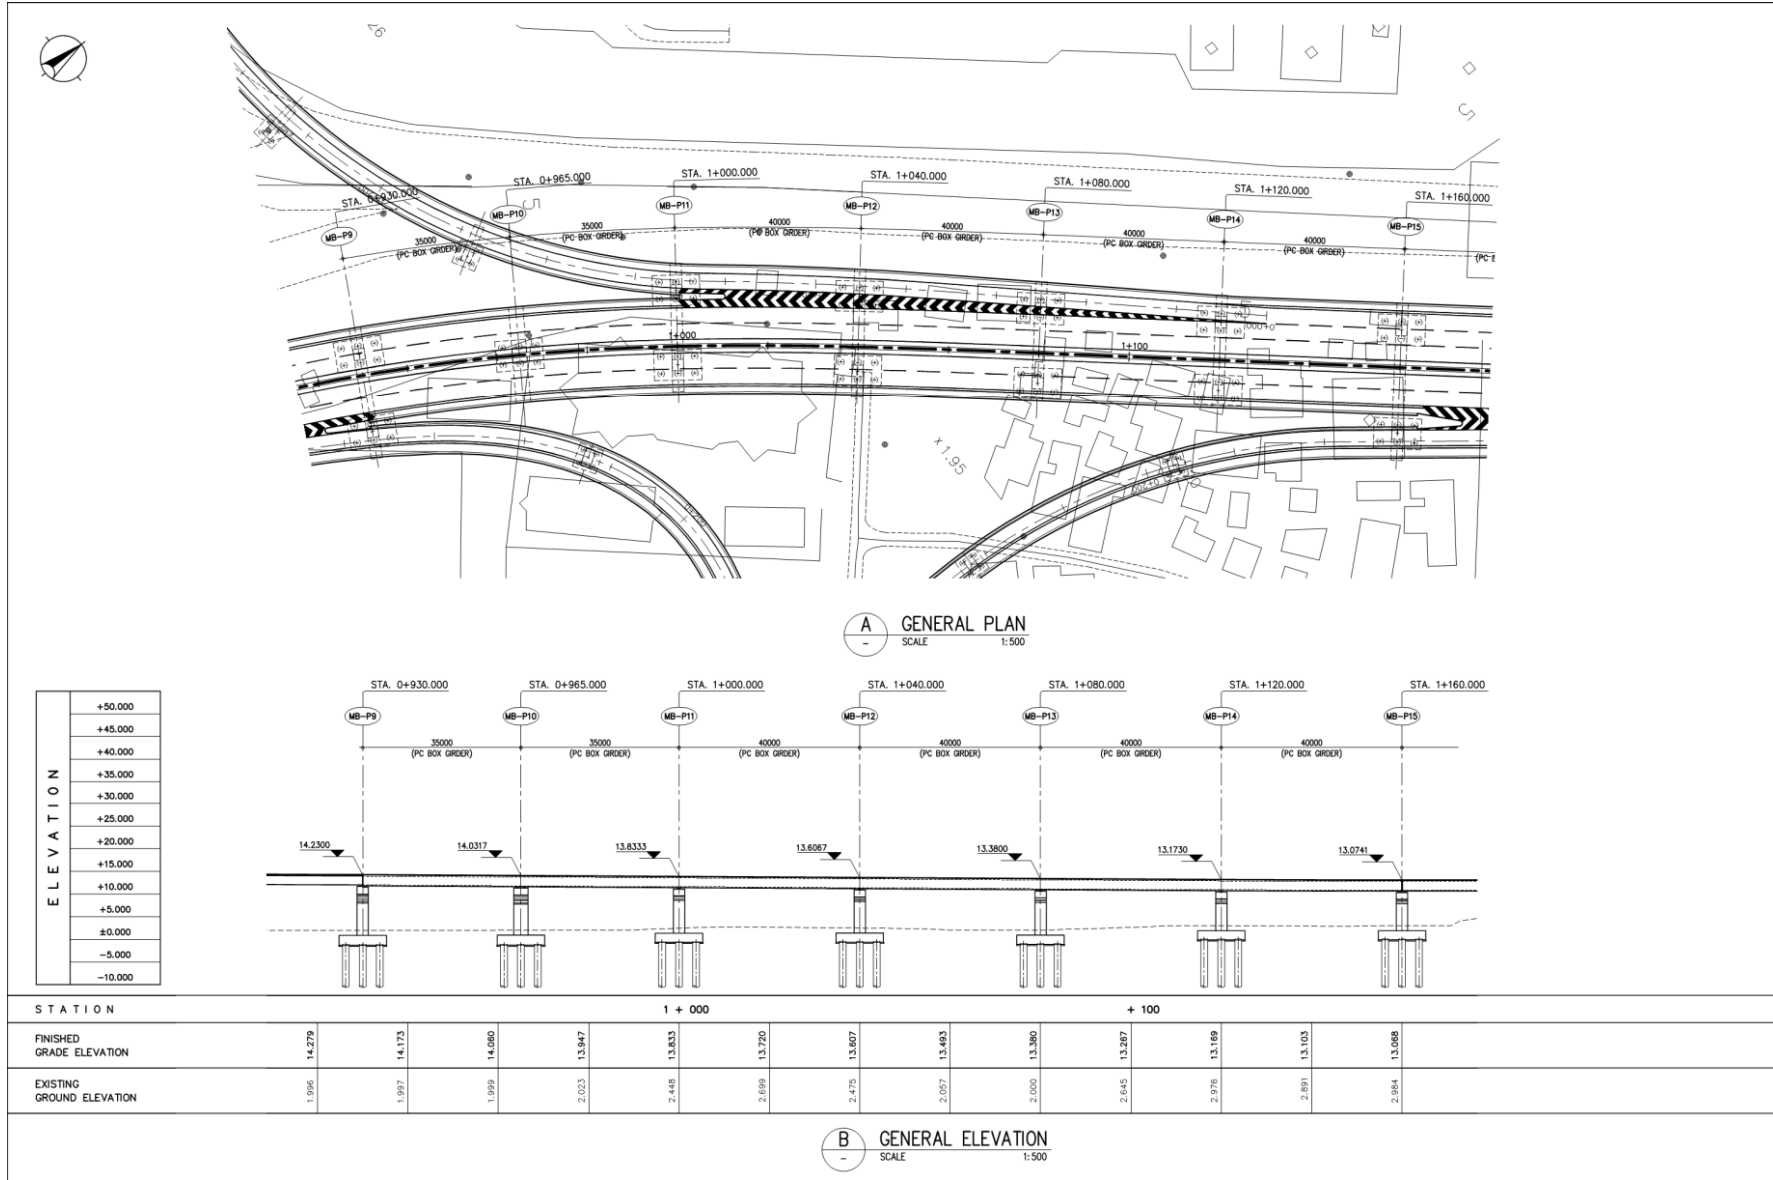 26
5
STA. 0+930.000
STA. 0+965.000
STA. 1+000.000
STA. 1+040.000
STA. 1+080.000
STA. 1+120.000
STA. 1+160.000
MB-P9
MB-P10
MB-P11
MB-P12
MB-P13
MB-P14
MB-P15
5
35000
(PC BOX GIRDER)
35000
(PC BOX GIRDER)
40000
(PC BOX GIRDER)
40000
(PC BOX GIRDER)
40000
(PC BOX GIRDER)
40000
(PC BOX GIRDER)
(PC B
1+000
1+100
0+000
x 1.95
0+200
0+200
A
-
GENERAL PLAN
SCALE 1:500
ELEVATION
+50.000
+45.000
+40.000
+35.000
+30.000
+25.000
+20.000
+15.000
+10.000
+5.000
±0.000
-5.000
-10.000
STA. 0+930.000
STA. 0+965.000
STA. 1+000.000
STA. 1+040.000
STA. 1+080.000
STA. 1+120.000
STA. 1+160.000
MB-P9
MB-P10
MB-P11
MB-P12
MB-P13
MB-P14
MB-P15
35000
(PC BOX GIRDER)
35000
(PC BOX GIRDER)
40000
(PC BOX GIRDER)
40000
(PC BOX GIRDER)
40000
(PC BOX GIRDER)
40000
(PC BOX GIRDER)
14.2300
14.0317
13.8333
13.6067
13.3800
13.1730
13.0741
STATION
1 + 000
+ 100
FINISHED
GRADE ELEVATION
14.279
14.173
14.060
13.947
13.833
13.720
13.607
13.493
13.380
13.267
13.169
13.103
13.068
EXISTING
GROUND ELEVATION
1.996
1.997
1.999
2.023
2.448
2.699
2.475
2.057
2.000
2.645
2.976
2.891
2.984
B
-
GENERAL ELEVATION
SCALE 1:500